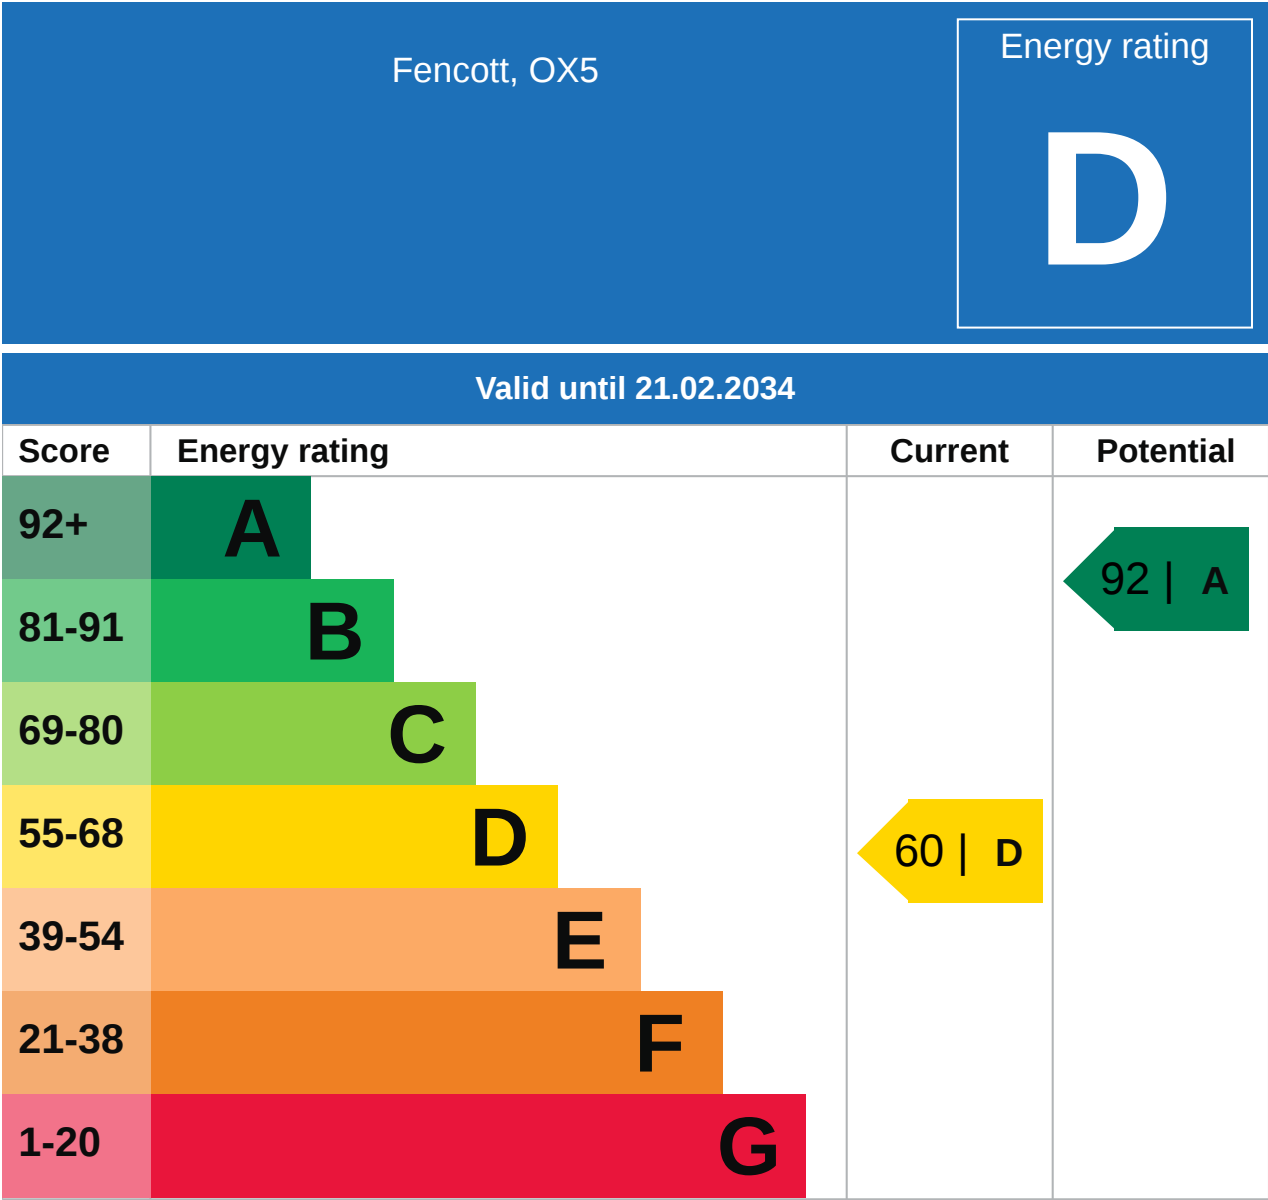 Fencott, OX5
Energy rating
D
Valid until 21.02.2034
Score Energy rating Current Potential
92+ A
92 | A
81-91 B
69-80 C
55-68 D
60 | D
39-54 E
21-38 F
1-20 G